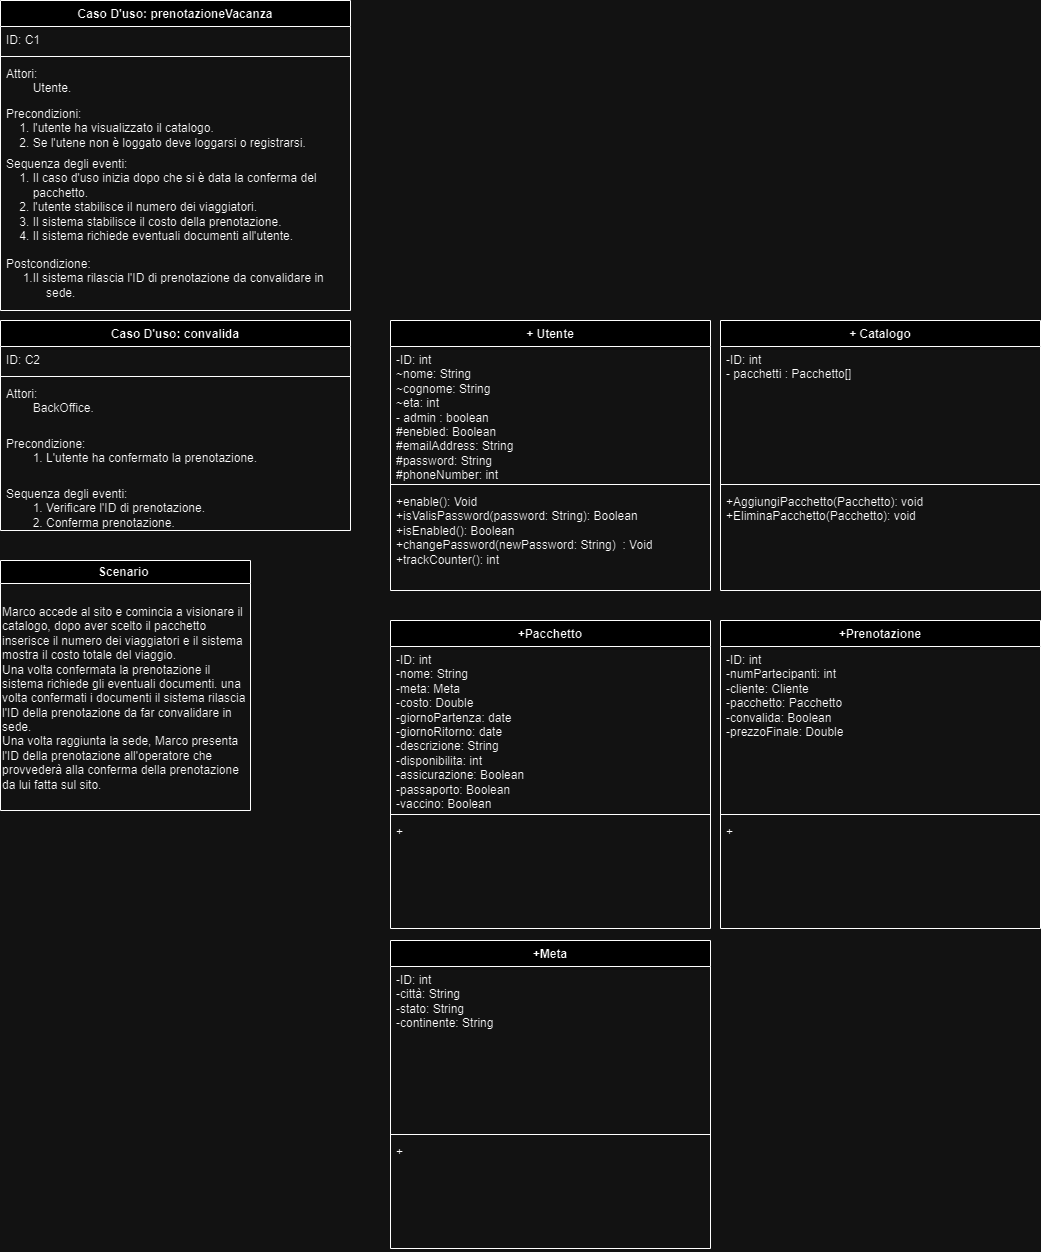 Caso D'uso: prenotazioneVacanza
ID: C1
Attori:
Utente.
Precondizioni:
1. l'utente ha visualizzato il catalogo.
2. Se l'utene non è loggato deve loggarsi o registrarsi.
Sequenza degli eventi:
1. Il caso d'uso inizia dopo che si è data la conferma del
pacchetto.
2. l'utente stabilisce il numero dei viaggiatori.
3. Il sistema stabilisce il costo della prenotazione.
4. Il sistema richiede eventuali documenti all'utente.
Postcondizione:
1.Il sistema rilascia l'ID di prenotazione da convalidare in
sede.
Caso D'uso: convalida
ID: C2
Attori:
BackOffice.
Precondizione:
1. L'utente ha confermato la prenotazione.
Sequenza degli eventi:
1. Verificare l'ID di prenotazione.
2. Conferma prenotazione.
Scenario
Marco accede al sito e comincia a visionare il
catalogo, dopo aver scelto il pacchetto
inserisce il numero dei viaggiatori e il sistema
mostra il costo totale del viaggio.
Una volta confermata la prenotazione il
sistema richiede gli eventuali documenti. una
volta confermati i documenti il sistema rilascia
l'ID della prenotazione da far convalidare in
sede.
Una volta raggiunta la sede, Marco presenta
l'ID della prenotazione all'operatore che
provvederà alla conferma della prenotazione
da lui fatta sul sito.
+ Utente
-ID: int
~nome: String
~cognome: String
~eta: int
- admin : boolean
#enebled: Boolean
#emailAddress: String
#password: String
#phoneNumber: int
+enable(): Void
+isValisPassword(password: String): Boolean
+isEnabled(): Boolean
+changePassword(newPassword: String)  : Void
+trackCounter(): int
+ Catalogo
-ID: int
- pacchetti : Pacchetto[]
+AggiungiPacchetto(Pacchetto): void
+EliminaPacchetto(Pacchetto): void
+Pacchetto
-ID: int
-nome: String
-meta: Meta
-costo: Double
-giornoPartenza: date
-giornoRitorno: date
-descrizione: String
-disponibilita: int
-assicurazione: Boolean
-passaporto: Boolean
-vaccino: Boolean
+
+Prenotazione
-ID: int
-numPartecipanti: int
-cliente: Cliente
-pacchetto: Pacchetto
-convalida: Boolean
-prezzoFinale: Double
+
+Meta
-ID: int
-città: String
-stato: String
-continente: String
+